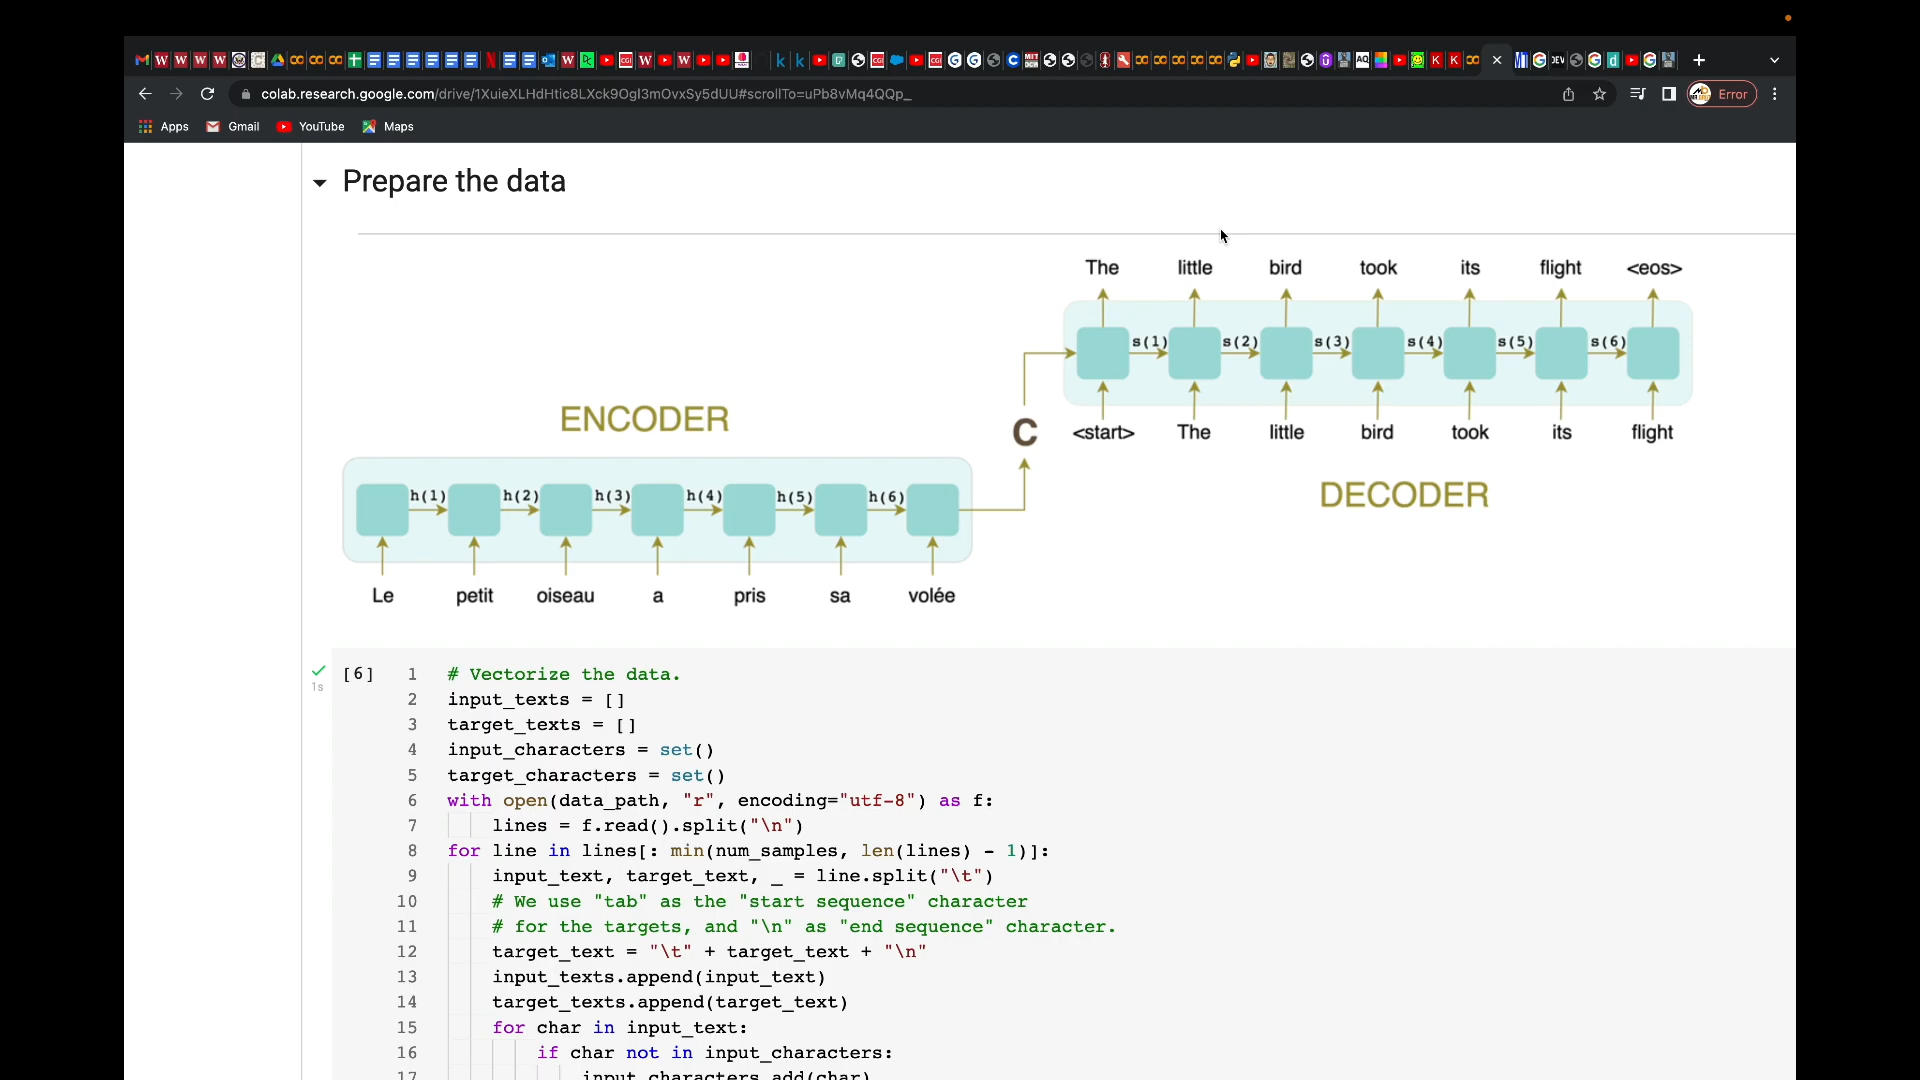 colab.research.google.com/drive/1XuieXLHdHtic8LXck9OgI3mOvxSy5dUU#scrollTo=uPb8vMq4QQp_
Error
Apps Gmail YouTube Maps
Prepare the data
The little bird took its flight <eos>
s(1) s(2) s(3) s(4) s(5) s(6)
ENCODER
C
<start> The little bird took its flight
DECODER
h(1) h(2) h(3) h(4) h(5) h(6)
Le petit oiseau a pris sa volée
[6]
1s
1 # Vectorize the data.
2 input_texts = []
3 target_texts = []
4 input_characters = set()
5 target_characters = set()
6 with open(data_path, "r", encoding="utf-8") as f:
7 lines = f.read().split("\n")
8 for line in lines[: min(num_samples, len(lines) - 1)]:
9 input_text, target_text, _ = line.split("\t")
10 # We use "tab" as the "start sequence" character
11 # for the targets, and "\n" as "end sequence" character.
12 target_text = "\t" + target_text + "\n"
13 input_texts.append(input_text)
14 target_texts.append(target_text)
15 for char in input_text:
16 if char not in input_characters:
17 input_characters.add(char)